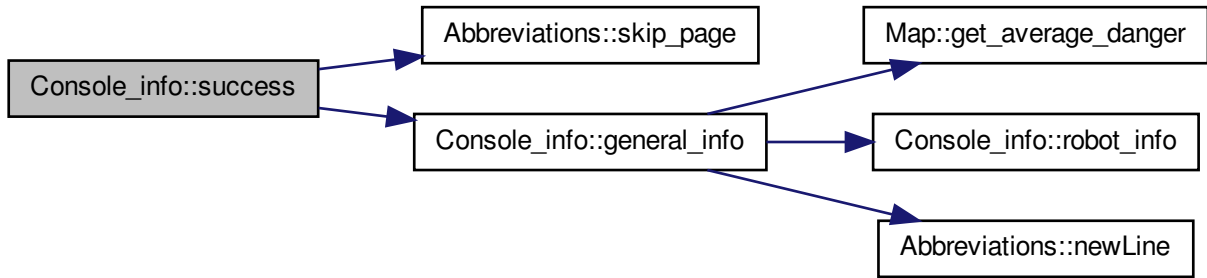 Console_info::success
Abbreviations::skip_page
Console_info::general_info
Map::get_average_danger
Console_info::robot_info
Abbreviations::newLine